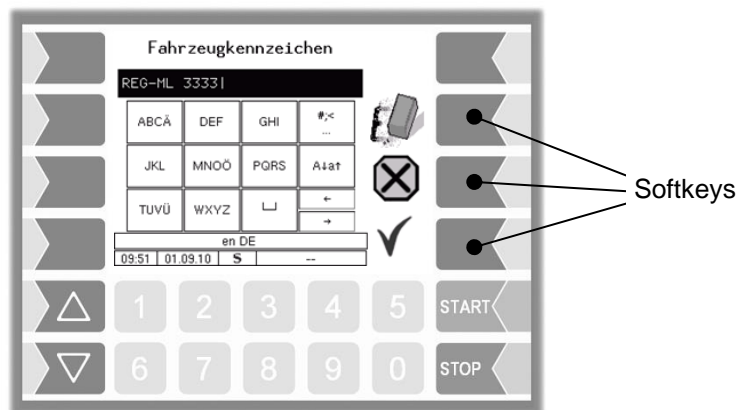 Fahrzeugkennzeichen
REG-ML 3333|
ABCÄ DEF GHI #;<
...
JKL MNOÖ PQRS A↓a↑
TUVÜ WXYZ ⌴ ←
→
en DE
09:51 01.09.10 S --
Softkeys
1 2 3 4 5 START
6 7 8 9 0 STOP